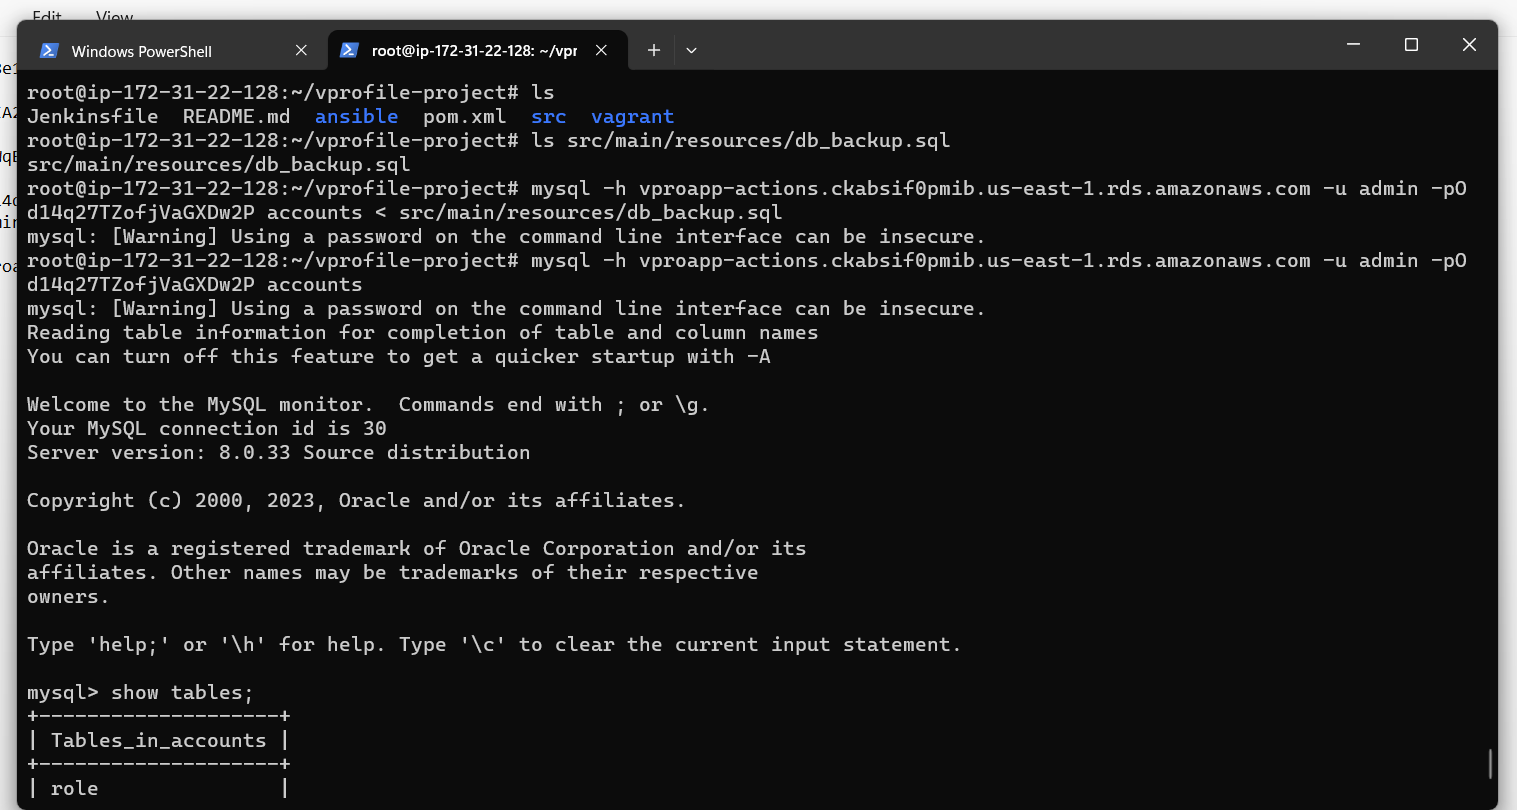 Edit View
Windows PowerShell
root@ip-172-31-22-128: ~/vpr
root@ip-172-31-22-128:~/vprofile-project# ls
Jenkinsfile README.md ansible pom.xml src vagrant
root@ip-172-31-22-128:~/vprofile-project# ls src/main/resources/db_backup.sql
src/main/resources/db_backup.sql
root@ip-172-31-22-128:~/vprofile-project# mysql -h vproapp-actions.ckabsif0pmib.us-east-1.rds.amazonaws.com -u admin -pO
d14q27TZofjVaGXDw2P accounts < src/main/resources/db_backup.sql
mysql: [Warning] Using a password on the command line interface can be insecure.
root@ip-172-31-22-128:~/vprofile-project# mysql -h vproapp-actions.ckabsif0pmib.us-east-1.rds.amazonaws.com -u admin -pO
d14q27TZofjVaGXDw2P accounts
mysql: [Warning] Using a password on the command line interface can be insecure.
Reading table information for completion of table and column names
You can turn off this feature to get a quicker startup with -A
Welcome to the MySQL monitor.  Commands end with ; or \g.
Your MySQL connection id is 30
Server version: 8.0.33 Source distribution
Copyright (c) 2000, 2023, Oracle and/or its affiliates.
Oracle is a registered trademark of Oracle Corporation and/or its
affiliates. Other names may be trademarks of their respective
owners.
Type 'help;' or '\h' for help. Type '\c' to clear the current input statement.
mysql> show tables;
+--------------------+
| Tables_in_accounts |
+--------------------+
| role               |